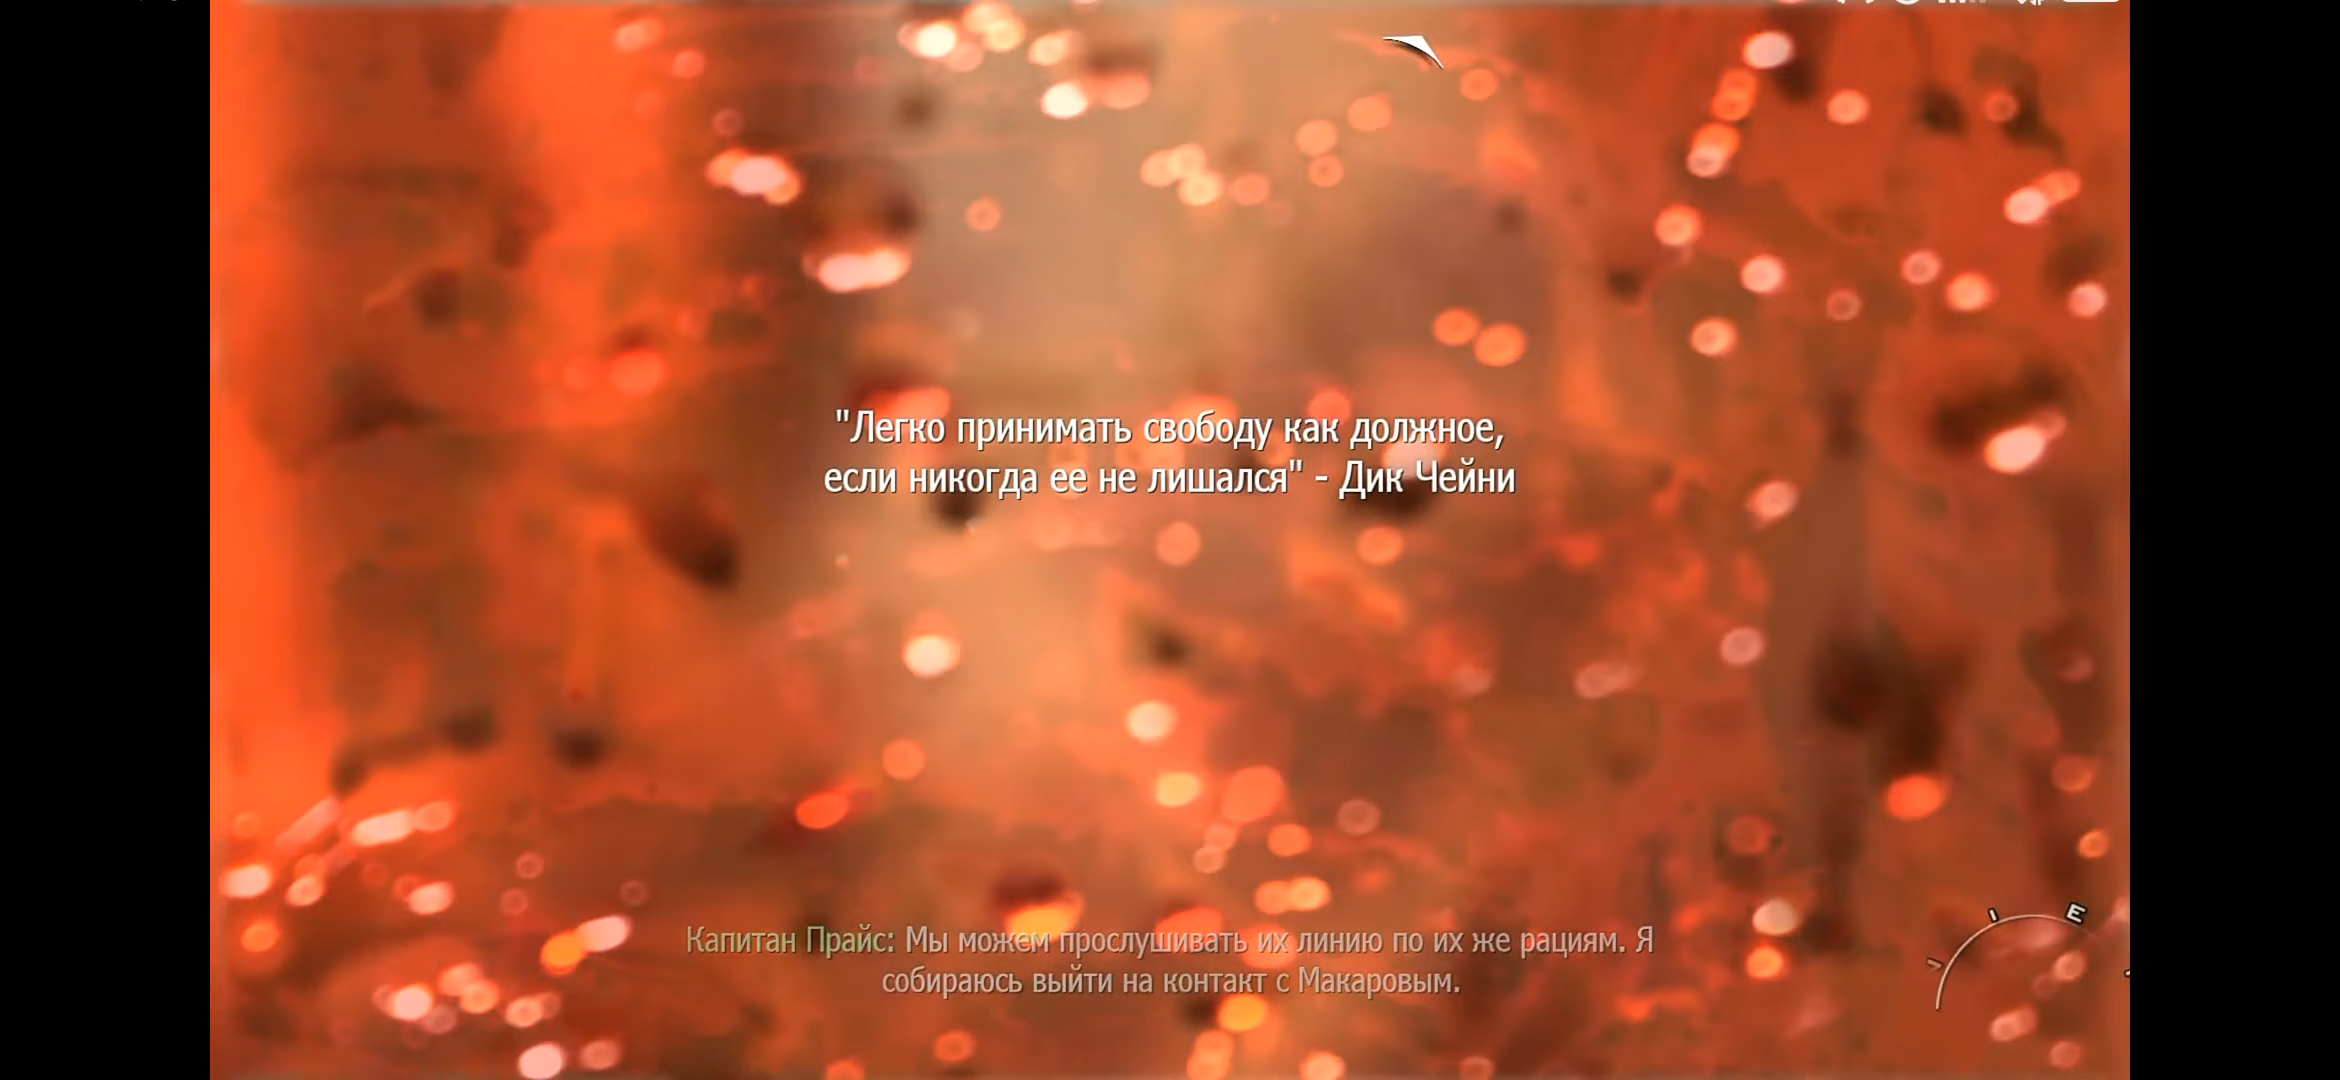 "Легко принимать свободу как должное,
если никогда ее не лишался" - Дик Чейни
Капитан Прайс: Мы можем прослушивать их линию по их же рациям. Я
собираюсь выйти на контакт с Макаровым.
E